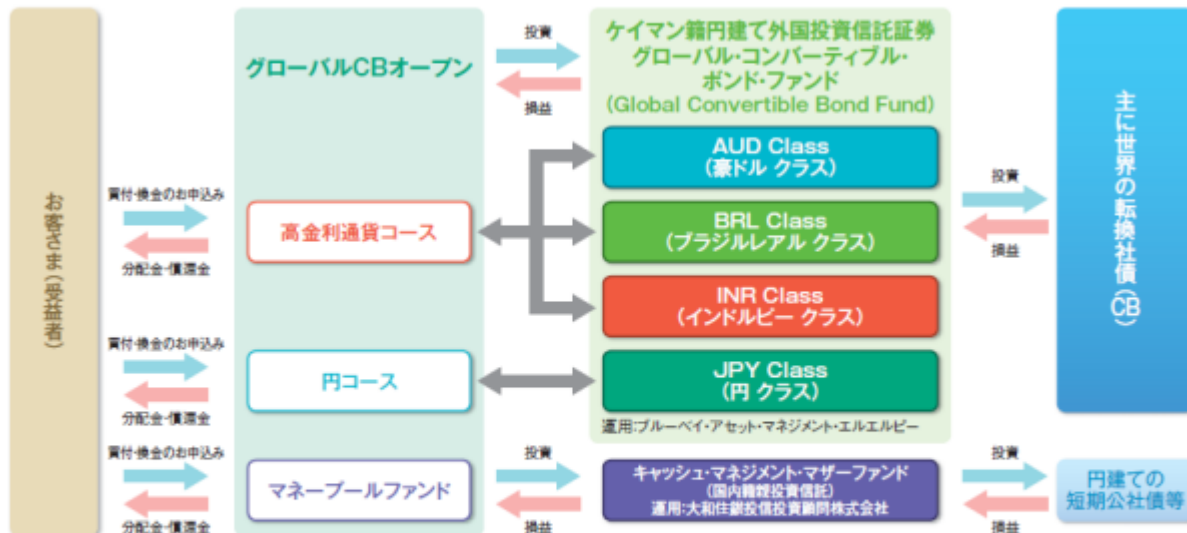 お客さま（受益者）
買付・換金のお申込み
分配金・償還金
買付・換金のお申込み
分配金・償還金
買付・換金のお申込み
分配金・償還金
グローバルCBオープン
高金利通貨コース
円コース
マネープールファンド
投資
損益
ケイマン籍円建て外国投資信託証券
グローバル・コンバーティブル・
ボンド・ファンド
（Global Convertible Bond Fund）
AUD Class
（豪ドル クラス）
BRL Class
（ブラジルレアル クラス）
INR Class
（インドルピー クラス）
JPY Class
（円 クラス）
運用：ブルーベイ・アセット・マネジメント・エルエルピー
投資
損益
主に世界の転換社債（CB）
投資
損益
キャッシュ・マネジメント・マザーファンド
（国内籍親投資信託）
運用：大和住銀投信投資顧問株式会社
投資
損益
円建ての
短期公社債等